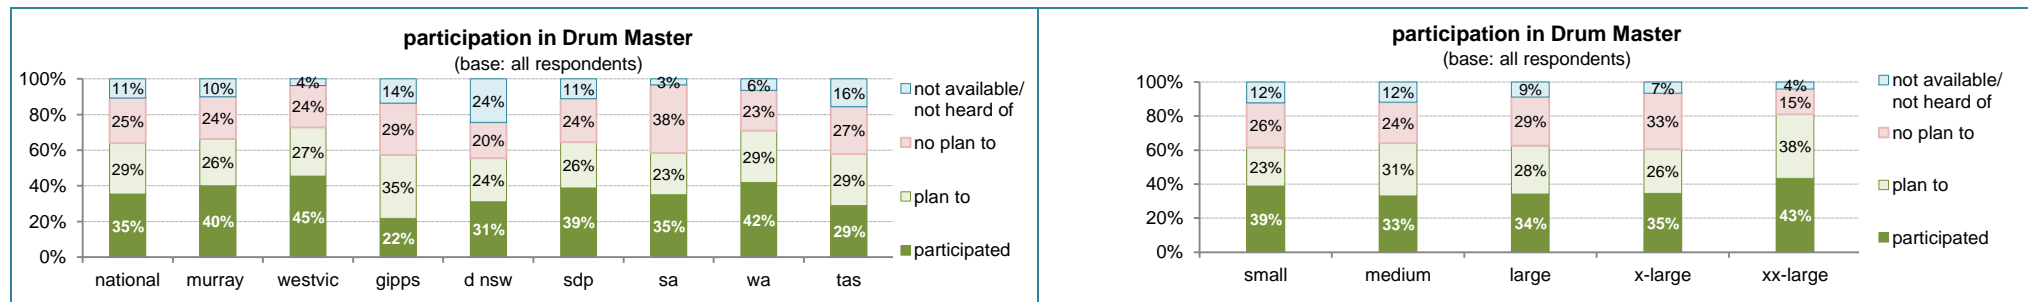 participation in Drum Master
(base: all respondents)
100%
80%
60%
40%
20%
0%
11% 10% 4% 14% 24% 11% 3% 6% 16%
25% 24% 24% 29% 20% 24% 38% 23% 27%
29% 26% 27% 35% 24% 26% 23% 29% 29%
35% 40% 45% 22% 31% 39% 35% 42% 29%
national murray westvic gipps d nsw sdp sa wa tas
not available/
not heard of
no plan to
plan to
participated
participation in Drum Master
(base: all respondents)
100%
80%
60%
40%
20%
0%
12% 12% 9% 7% 4%
26% 24% 29% 33% 15%
23% 31% 28% 26% 38%
39% 33% 34% 35% 43%
small medium large x-large xx-large
not available/
not heard of
no plan to
plan to
participated